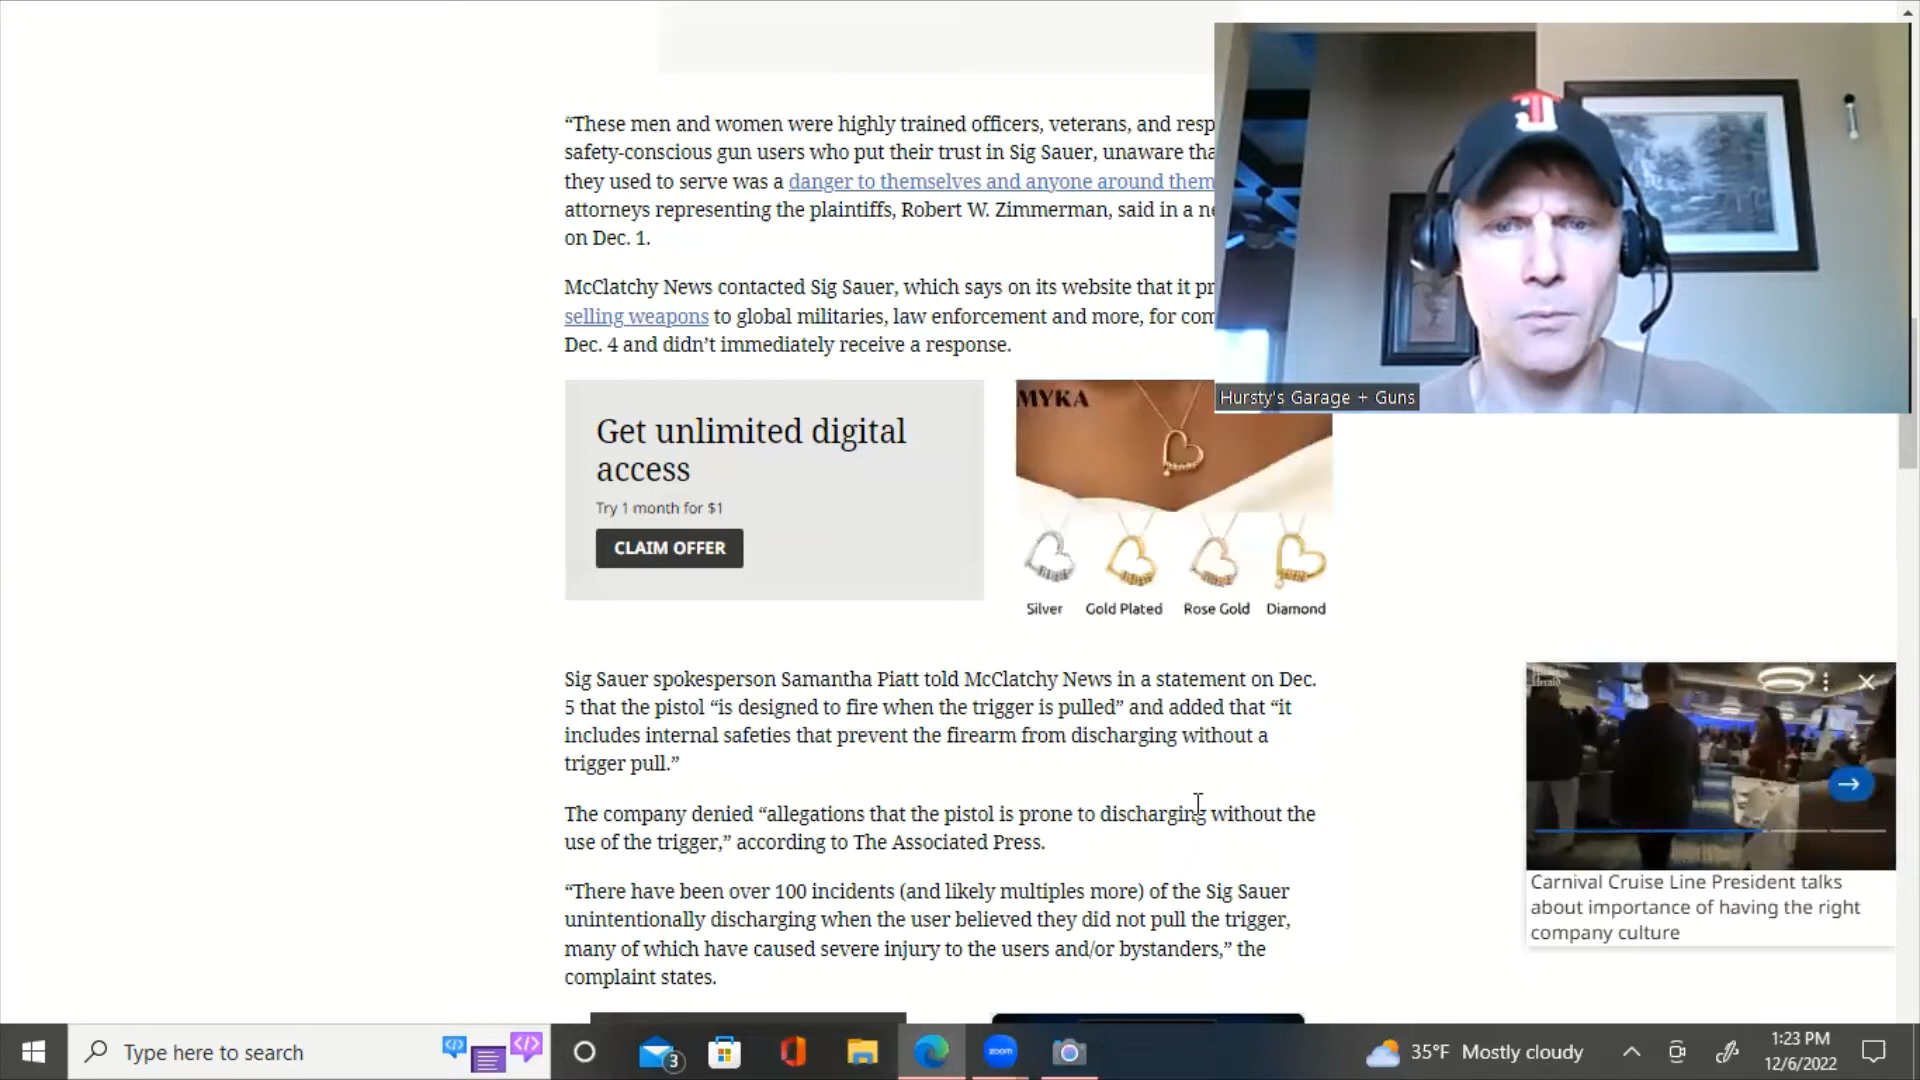 “These men and women were highly trained officers, veterans, and resp
safety-conscious gun users who put their trust in Sig Sauer, unaware tha
they used to serve was a danger to themselves and anyone around them
attorneys representing the plaintiffs, Robert W. Zimmerman, said in a ne
on Dec. 1.
McClatchy News contacted Sig Sauer, which says on its website that it pr
selling weapons to global militaries, law enforcement and more, for com
Dec. 4 and didn’t immediately receive a response.
Hursty's Garage + Guns
Get unlimited digital
access
Try 1 month for $1
CLAIM OFFER
MYKA
Silver Gold Plated Rose Gold Diamond
Sig Sauer spokesperson Samantha Piatt told McClatchy News in a statement on Dec.
5 that the pistol “is designed to fire when the trigger is pulled” and added that “it
includes internal safeties that prevent the firearm from discharging without a
trigger pull.”
The company denied “allegations that the pistol is prone to discharging without the
use of the trigger,” according to The Associated Press.
“There have been over 100 incidents (and likely multiples more) of the Sig Sauer
unintentionally discharging when the user believed they did not pull the trigger,
many of which have caused severe injury to the users and/or bystanders,” the
complaint states.
Herald
Carnival Cruise Line President talks
about importance of having the right
company culture
Type here to search
3
zoom
35°F Mostly cloudy
1:23 PM
12/6/2022